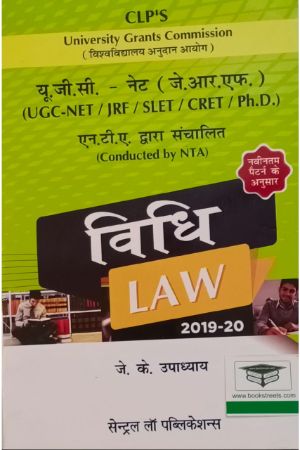 CLP'S
University Grants Commission
( विश्वविद्यालय अनुदान आयोग )
यू.जी.सी. - नेट ( जे.आर.एफ. )
(UGC-NET / JRF / SLET / CRET / Ph.D.)
एन.टी.ए. द्वारा संचालित
(Conducted by NTA)
नवीनतम
पैटर्न के
अनुसार
विधि
LAW
2019-20
जे. के. उपाध्याय
www.bookstreets.com
सेन्ट्रल लॉ पब्लिकेशन्स